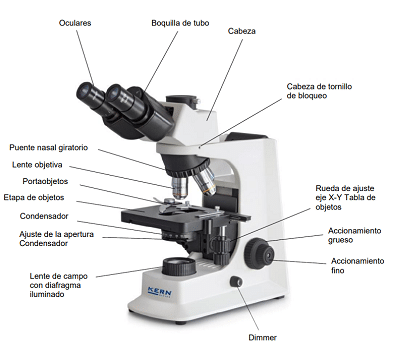 Oculares
Boquilla de tubo
Cabeza
Cabeza de tornillo
de bloqueo
Puente nasal giratorio
Lente objetiva
Portaobjetos
Etapa de objetos
Condensador
Ajuste de la apertura
Condensador
Lente de campo
con diafragma
iluminado
Rueda de ajuste
eje X-Y Tabla de
objetos
Accionamiento
grueso
Accionamiento
fino
KERN
Dimmer